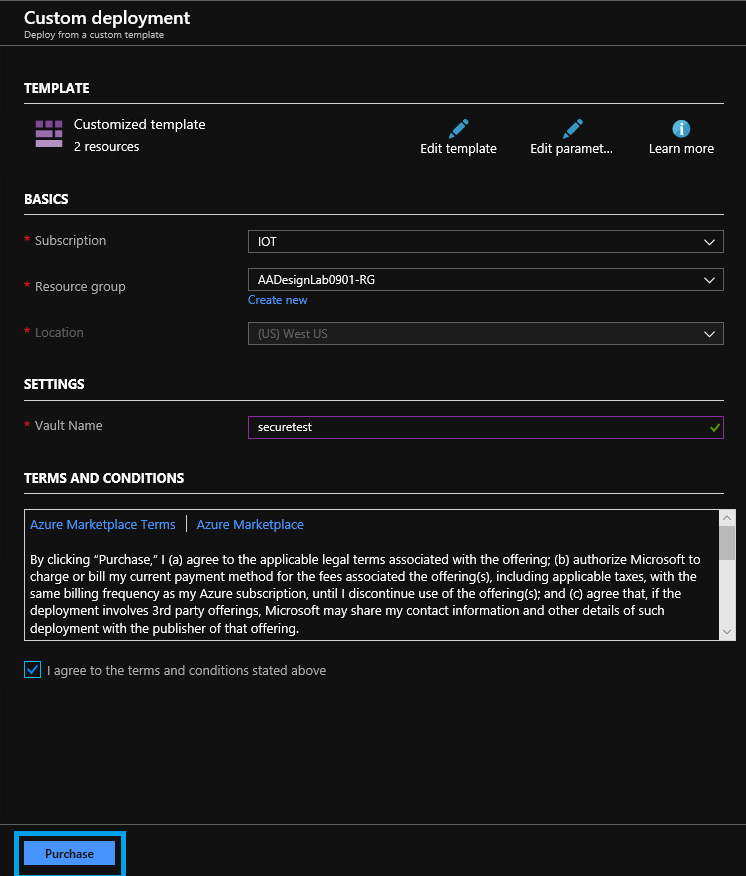 Custom deployment
Deploy from a custom template
TEMPLATE
Customized template
2 resources
Edit template
Edit paramet...
Learn more
BASICS
* Subscription
IOT
* Resource group
AADesignLab0901-RG
Create new
* Location
(US) West US
SETTINGS
* Vault Name
securetest
TERMS AND CONDITIONS
Azure Marketplace Terms | Azure Marketplace
By clicking “Purchase,” I (a) agree to the applicable legal terms associated with the offering; (b) authorize Microsoft to
charge or bill my current payment method for the fees associated the offering(s), including applicable taxes, with the
same billing frequency as my Azure subscription, until I discontinue use of the offering(s); and (c) agree that, if the
deployment involves 3rd party offerings, Microsoft may share my contact information and other details of such
deployment with the publisher of that offering.
I agree to the terms and conditions stated above
Purchase